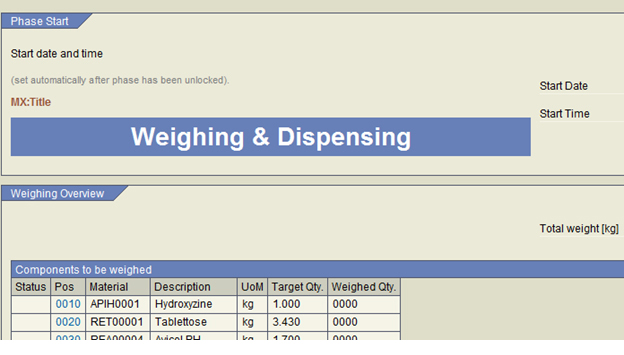 Phase Start
Start date and time
(set automatically after phase has been unlocked).
Start Date
MX:Title
Start Time
Weighing & Dispensing
Weighing Overview
Total weight [kg]
Components to be weighed
Status Pos Material Description UoM Target Qty. Weighed Qty.
0010 APIH0001 Hydroxyzine kg 1.000 0000
0020 RET00001 Tablettose kg 3.430 0000
0030 REA00004 Avicel PH kg 1.700 0000